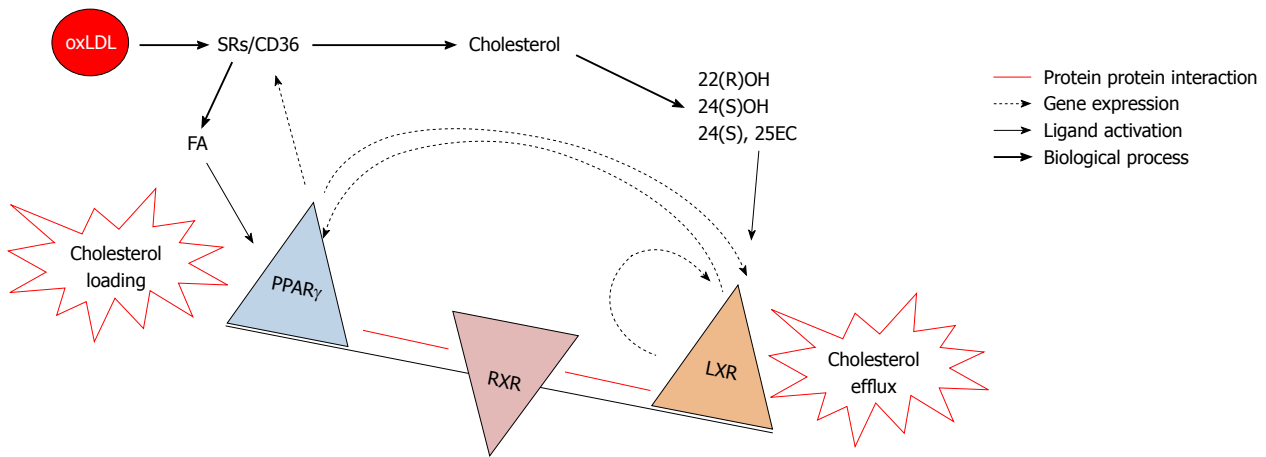 oxLDL
SRs/CD36
Cholesterol
22(R)OH
24(S)OH
24(S), 25EC
FA
Protein protein interaction
Gene expression
Ligand activation
Biological process
Cholesterol
loading
PPARγ
RXR
LXR
Cholesterol
efflux